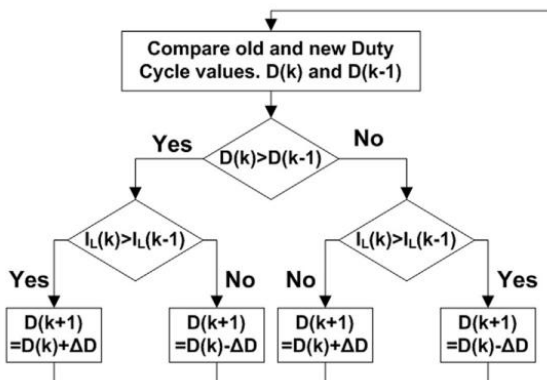 Compare old and new Duty
Cycle values. D(k) and D(k-1)
Yes
D(k)>D(k-1)
No
I_L(k)>I_L(k-1)
I_L(k)>I_L(k-1)
Yes
No
No
Yes
D(k+1)
=D(k)+ΔD
D(k+1)
=D(k)-ΔD
D(k+1)
=D(k)+ΔD
D(k+1)
=D(k)-ΔD